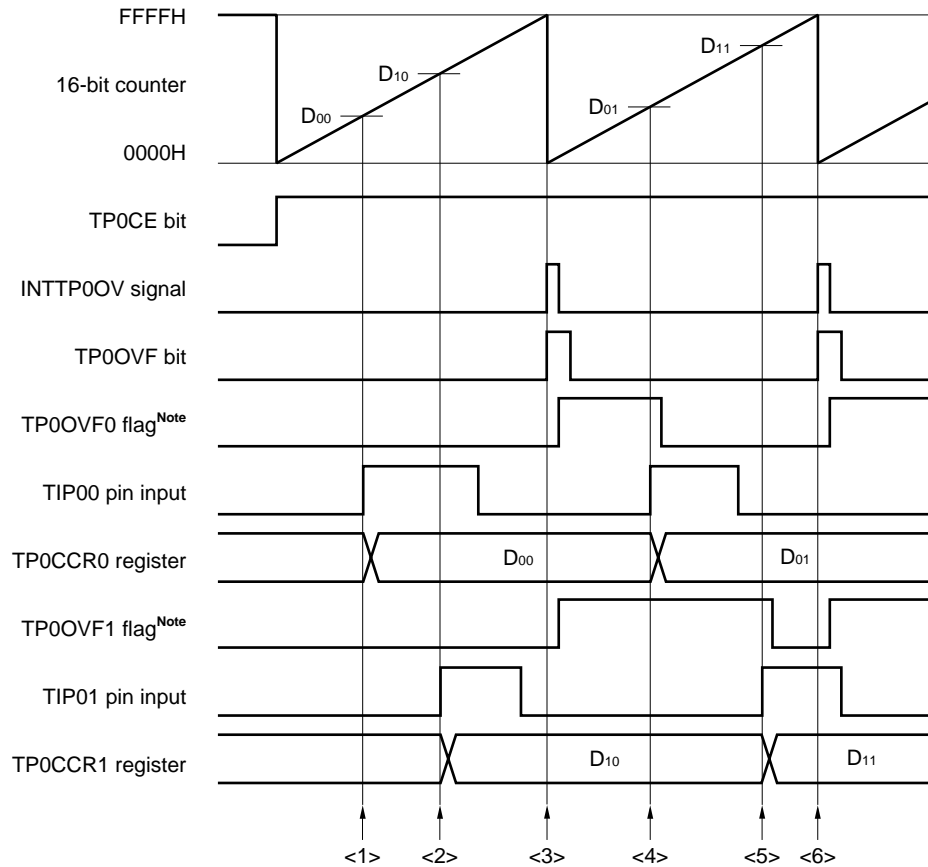 FFFFH
16-bit counter
0000H
D00
D10
D01
D11
TP0CE bit
INTTP0OV signal
TP0OVF bit
TP0OVF0 flagNote
TIP00 pin input
TP0CCR0 register
D00
D01
TP0OVF1 flagNote
TIP01 pin input
TP0CCR1 register
D10
D11
<1> <2> <3> <4> <5> <6>